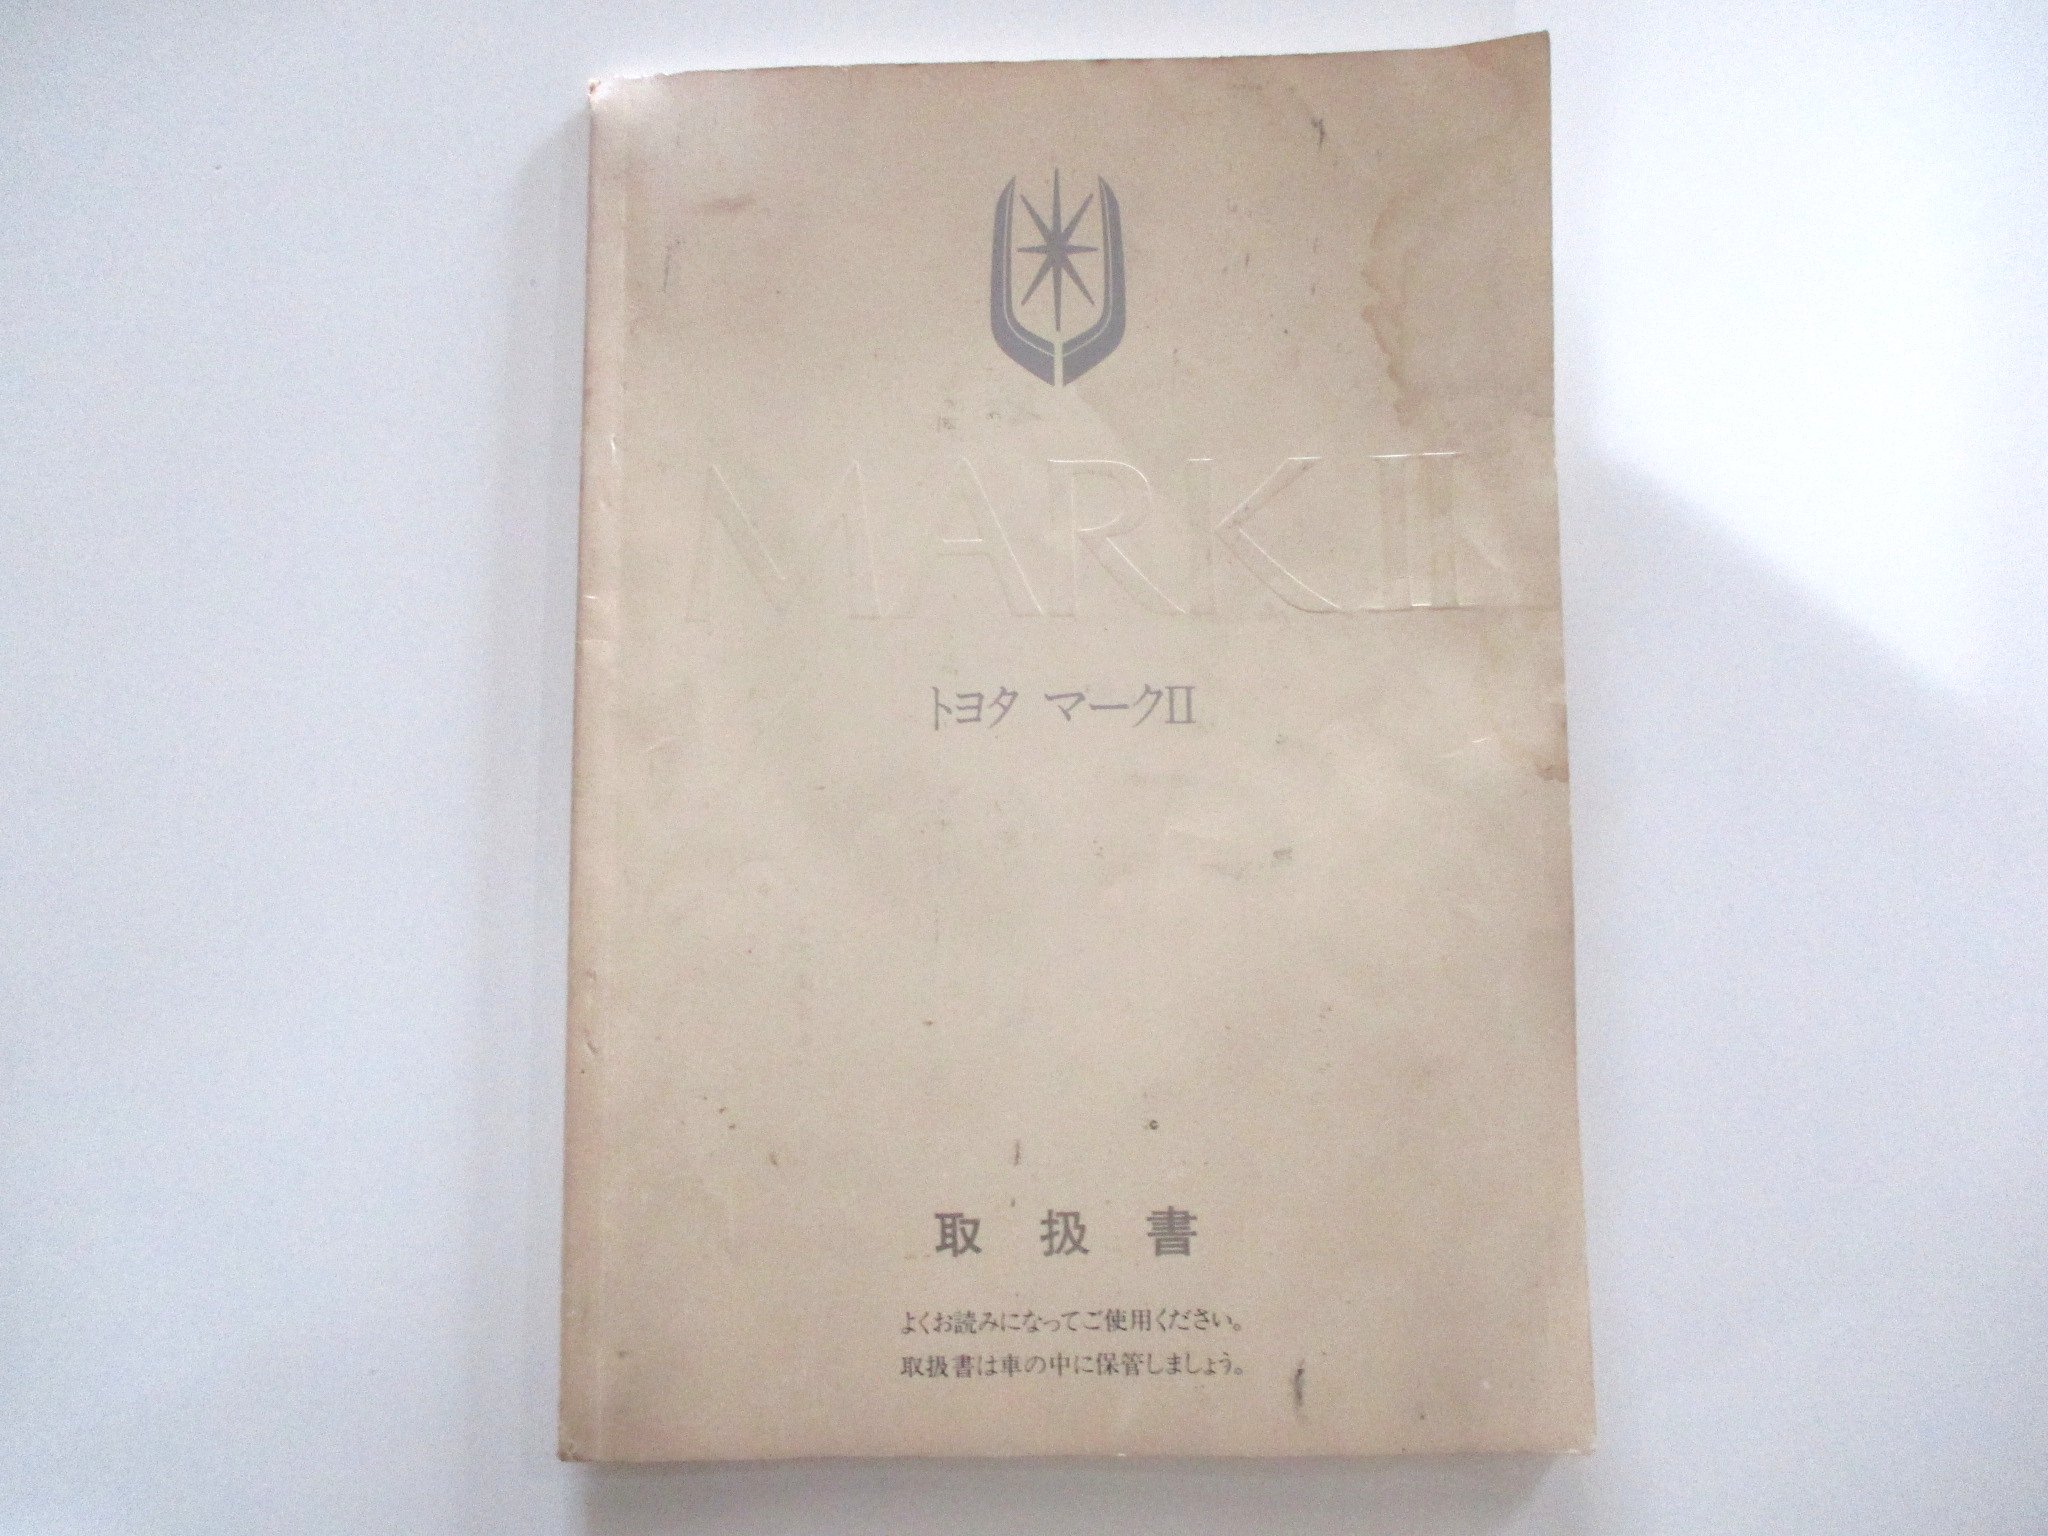 MARK II
トヨタ マークII
取扱書
よくお読みになってご使用ください。
取扱書は車の中に保管しましょう。